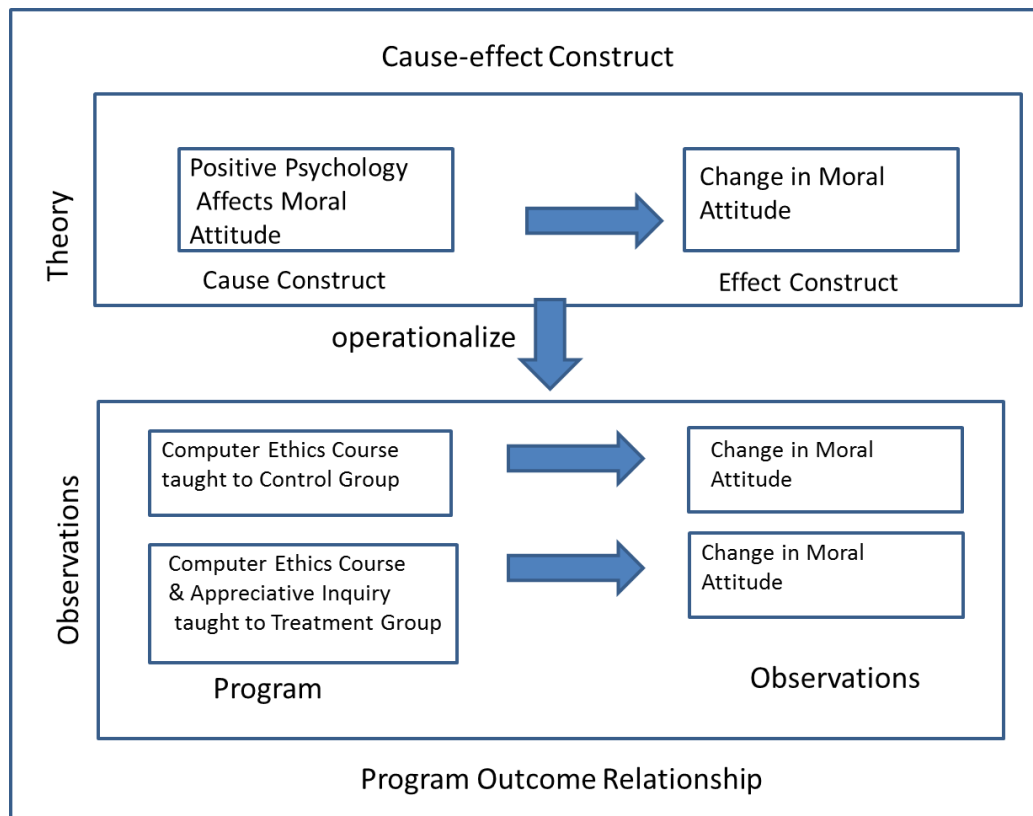 Cause-effect Construct
Theory
Positive Psychology
Affects Moral
Attitude
Change in Moral
Attitude
Cause Construct
Effect Construct
operationalize
Observations
Computer Ethics Course
taught to Control Group
Change in Moral
Attitude
Computer Ethics Course
& Appreciative Inquiry
taught to Treatment Group
Change in Moral
Attitude
Program
Observations
Program Outcome Relationship